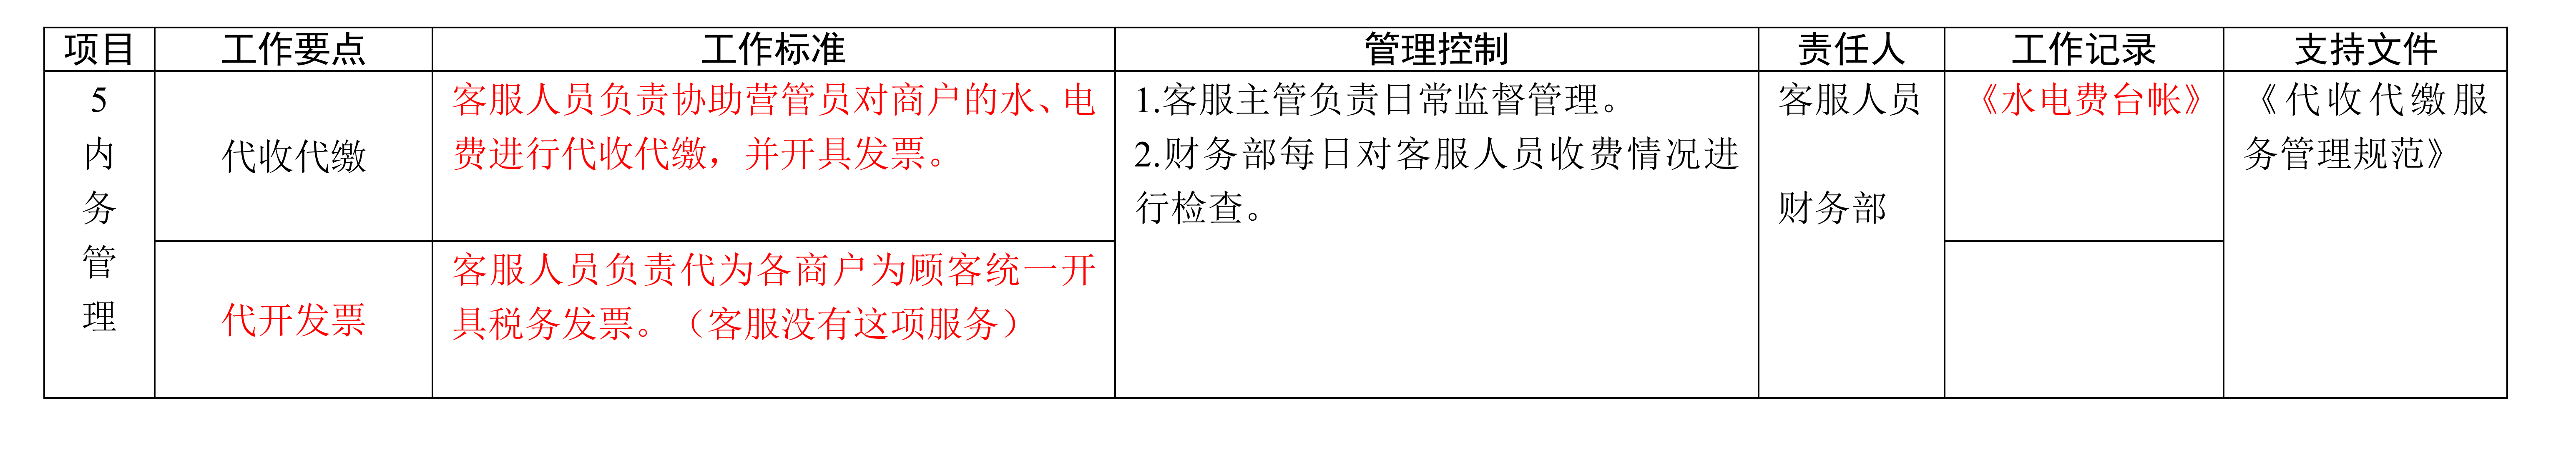 项目 工作要点 工作标准 管理控制 责任人 工作记录 支持文件
5
内
务
管
理
代收代缴
客服人员负责协助营管员对商户的水、电
费进行代收代缴，并开具发票。
1.客服主管负责日常监督管理。
2.财务部每日对客服人员收费情况进
行检查。
客服人员
财务部
《水电费台帐》
《代收代缴服
务管理规范》
代开发票
客服人员负责代为各商户为顾客统一开
具税务发票。（客服没有这项服务）